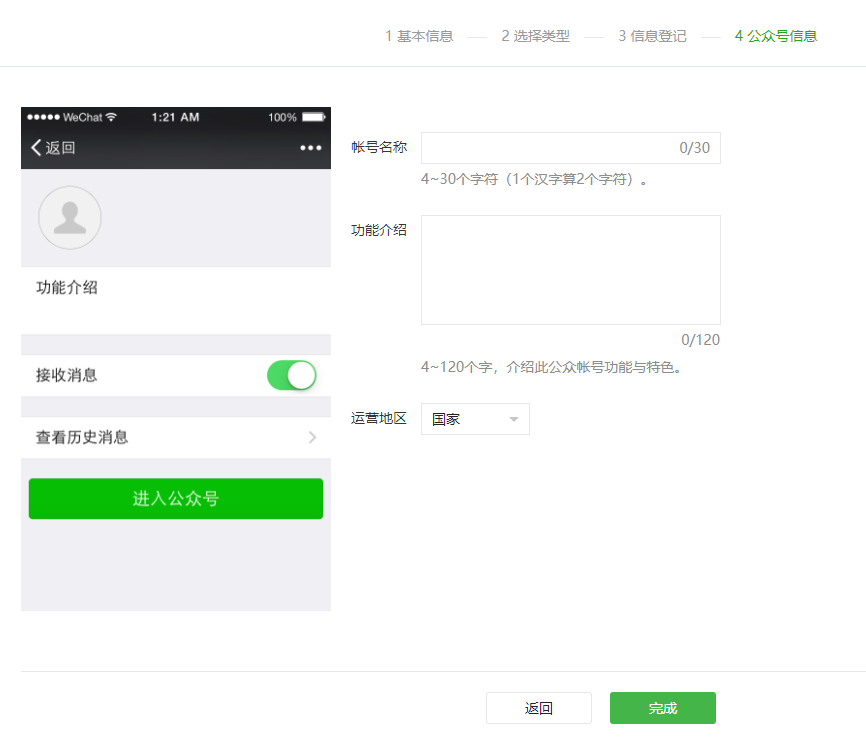 1 基本信息 2 选择类型 3 信息登记 4 公众号信息
WeChat 1:21 AM 100%
返回
功能介绍
接收消息
查看历史消息
进入公众号
帐号名称 0/30
4~30个字符（1个汉字算2个字符）。
功能介绍
0/120
4~120个字，介绍此公众帐号功能与特色。
运营地区 国家
返回 完成